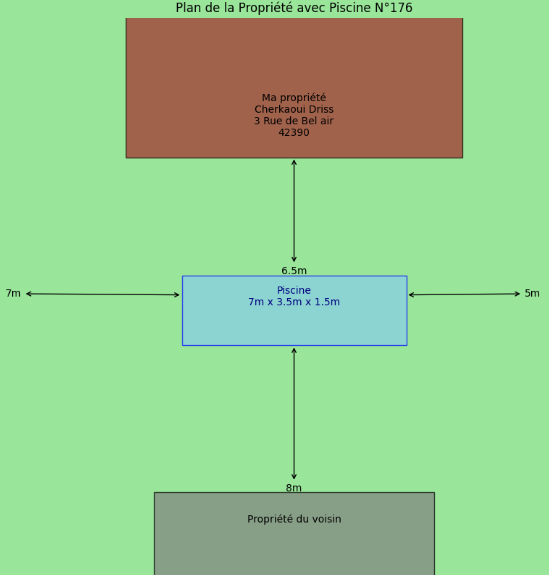 Plan de la Propriété avec Piscine N°176
Ma propriété
Cherkaoui Driss
3 Rue de Bel air
42390
6.5m
7m
Piscine
7m x 3.5m x 1.5m
5m
8m
Propriété du voisin